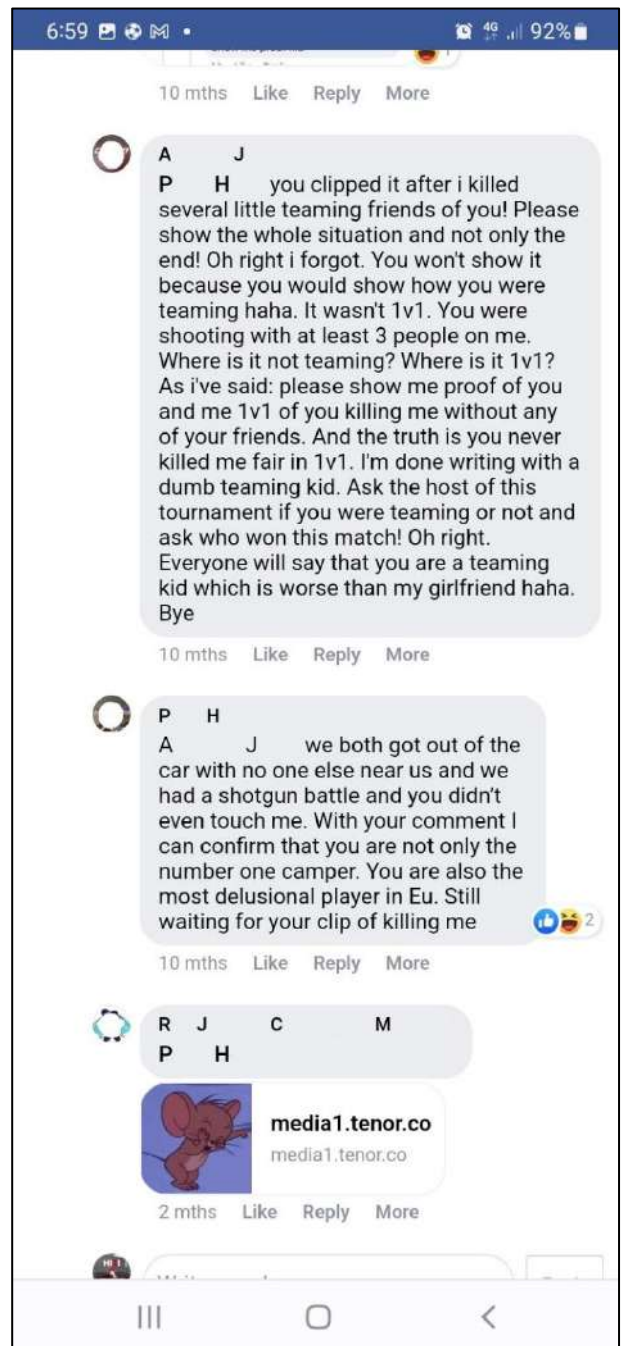 6:59 4G 92%
10 mths Like Reply More
A J
P H you clipped it after i killed
several little teaming friends of you! Please
show the whole situation and not only the
end! Oh right i forgot. You won't show it
because you would show how you were
teaming haha. It wasn't 1v1. You were
shooting with at least 3 people on me.
Where is it not teaming? Where is it 1v1?
As i've said: please show me proof of you
and me 1v1 of you killing me without any
of your friends. And the truth is you never
killed me fair in 1v1. I'm done writing with a
dumb teaming kid. Ask the host of this
tournament if you were teaming or not and
ask who won this match! Oh right.
Everyone will say that you are a teaming
kid which is worse than my girlfriend haha.
Bye
10 mths Like Reply More
P H
A J we both got out of the
car with no one else near us and we
had a shotgun battle and you didn't
even touch me. With your comment I
can confirm that you are not only the
number one camper. You are also the
most delusional player in Eu. Still
waiting for your clip of killing me
2
10 mths Like Reply More
R J C M
P H
media1.tenor.co
media1.tenor.co
2 mths Like Reply More